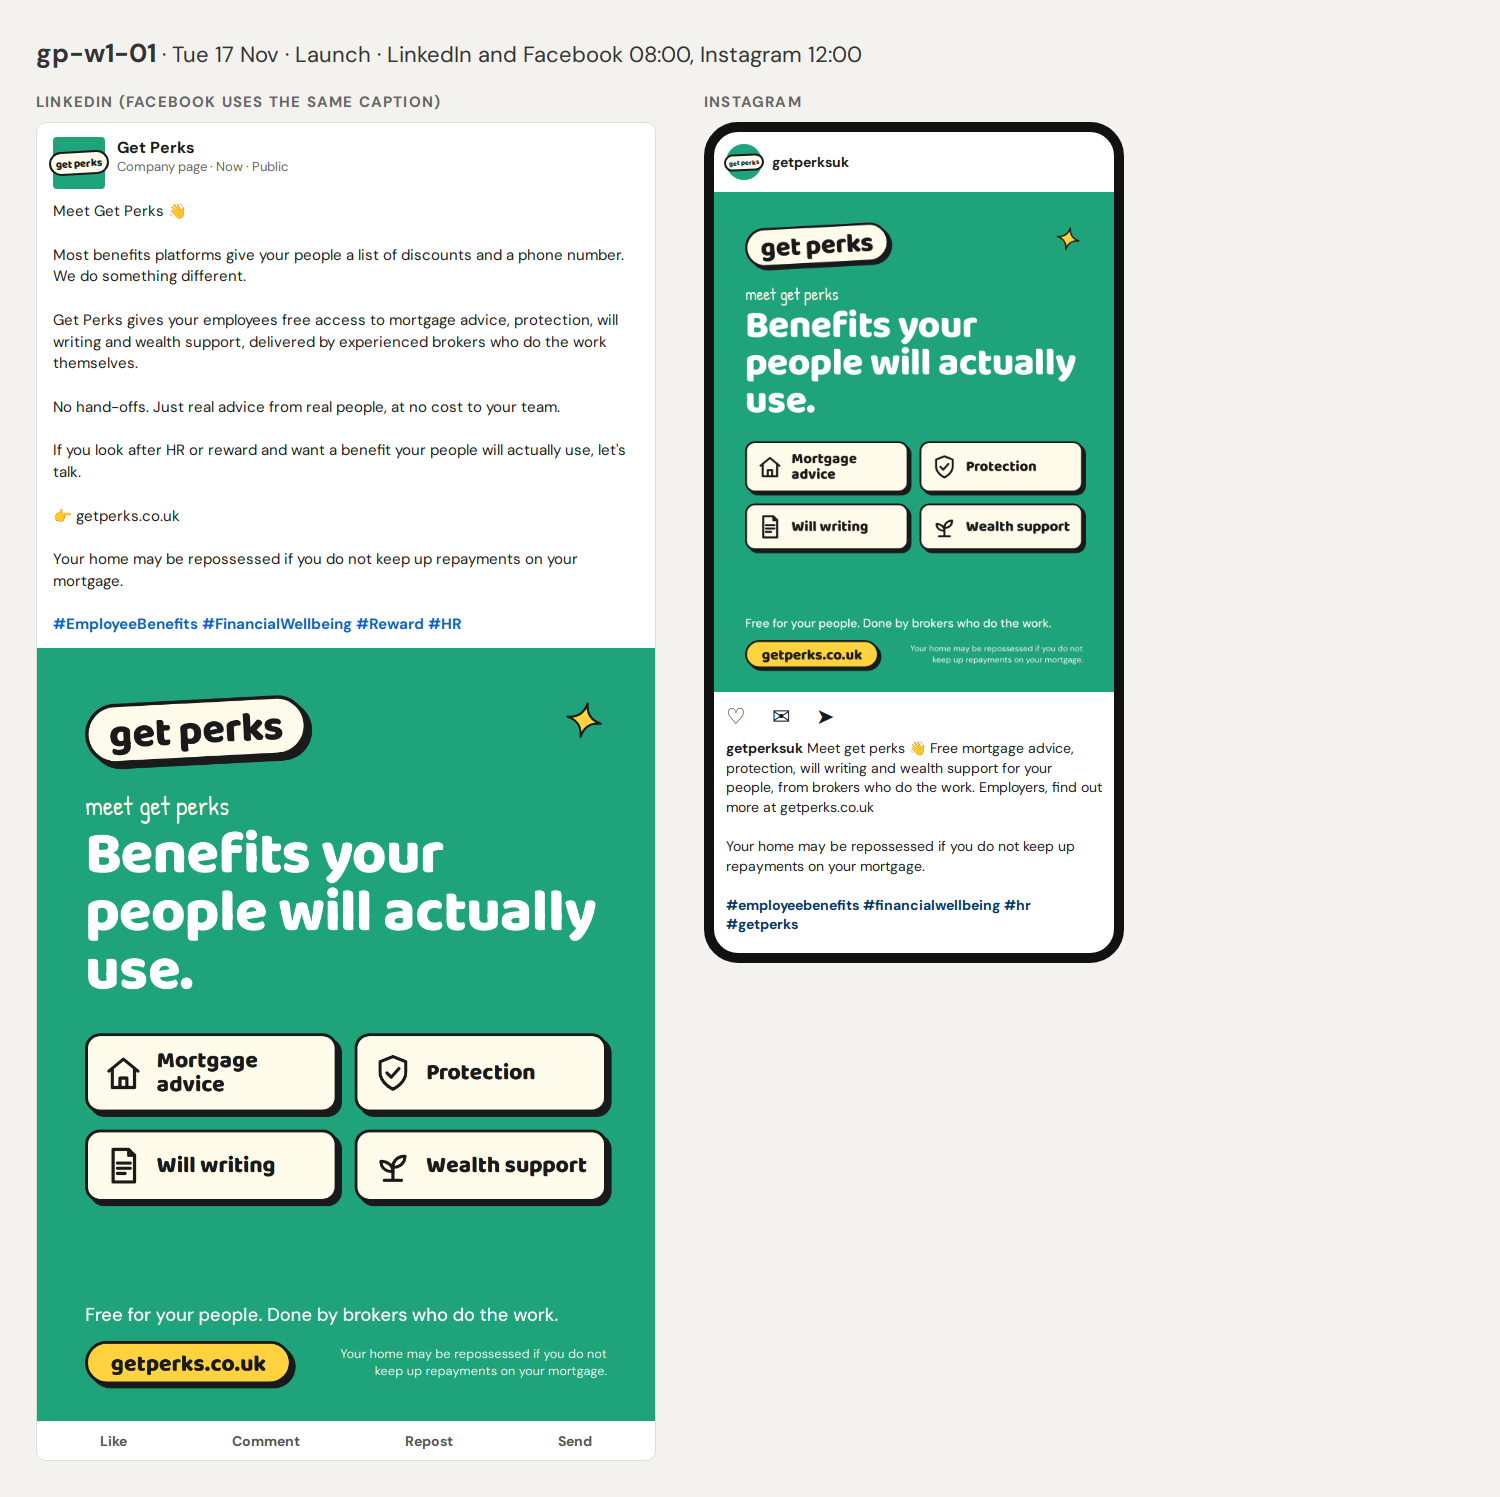 gp-w1-01 · Tue 17 Nov · Launch · LinkedIn and Facebook 08:00, Instagram 12:00
LINKEDIN (FACEBOOK USES THE SAME CAPTION)
get perks
Get Perks
Company page · Now · Public
Meet Get Perks 👋
Most benefits platforms give your people a list of discounts and a phone number.
We do something different.
Get Perks gives your employees free access to mortgage advice, protection, will
writing and wealth support, delivered by experienced brokers who do the work
themselves.
No hand-offs. Just real advice from real people, at no cost to your team.
If you look after HR or reward and want a benefit your people will actually use, let's
talk.
👉 getperks.co.uk
Your home may be repossessed if you do not keep up repayments on your
mortgage.
#EmployeeBenefits #FinancialWellbeing #Reward #HR
get perks
meet get perks
Benefits your
people will actually
use.
Mortgage
advice
Protection
Will writing
Wealth support
Free for your people. Done by brokers who do the work.
getperks.co.uk
Your home may be repossessed if you do not
keep up repayments on your mortgage.
Like
Comment
Repost
Send
INSTAGRAM
get perks
getperksuk
get perks
meet get perks
Benefits your
people will actually
use.
Mortgage
advice
Protection
Will writing
Wealth support
Free for your people. Done by brokers who do the work.
getperks.co.uk
Your home may be repossessed if you do not
keep up repayments on your mortgage.
getperksuk Meet get perks 👋 Free mortgage advice,
protection, will writing and wealth support for your
people, from brokers who do the work. Employers, find out
more at getperks.co.uk
Your home may be repossessed if you do not keep up
repayments on your mortgage.
#employeebenefits #financialwellbeing #hr
#getperks